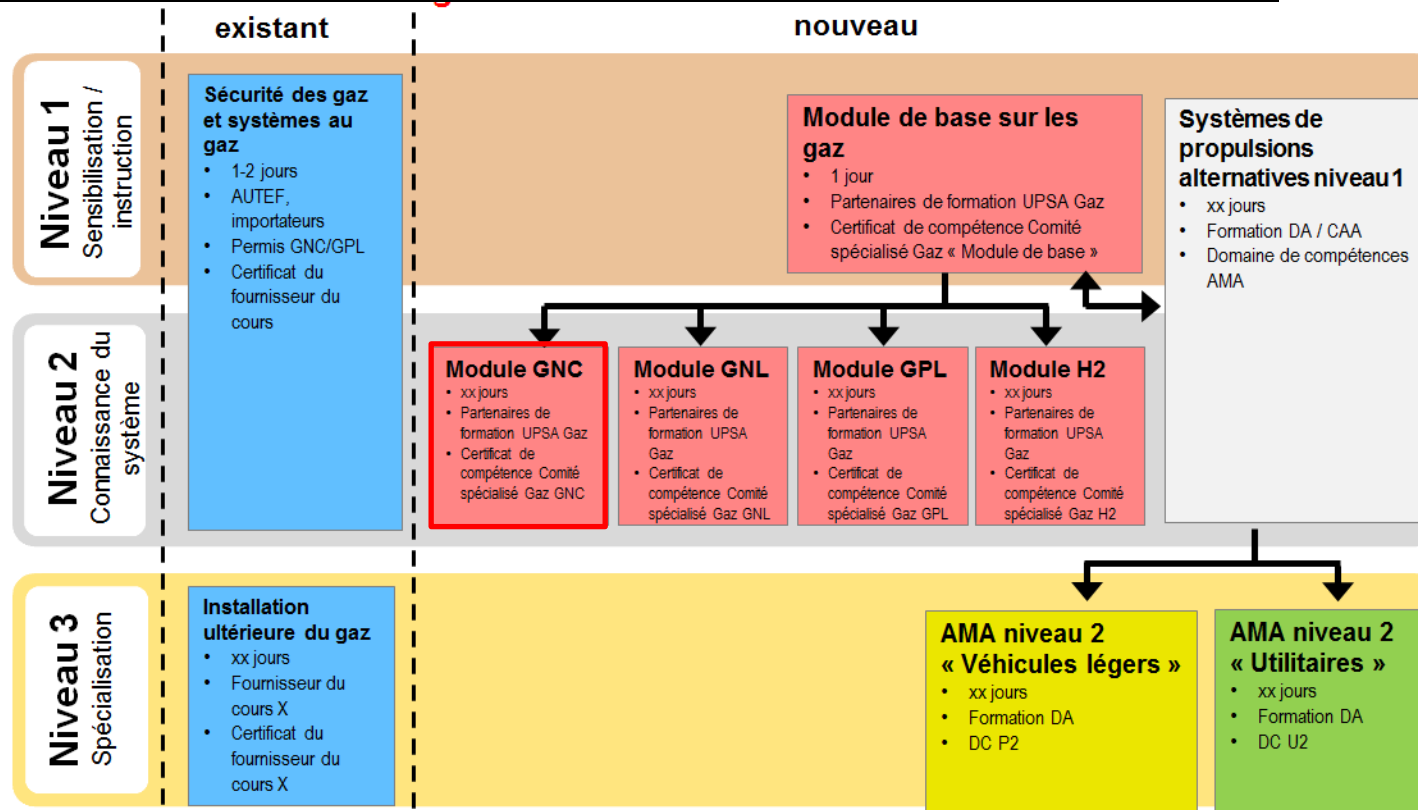 existant
nouveau
Niveau 1
Sensibilisation /
instruction
Sécurité des gaz
et systèmes au
gaz
• 1-2 jours
• AUTEF,
importateurs
• Permis GNC/GPL
• Certificat du
fournisseur du
cours
Module de base sur les
gaz
• 1 jour
• Partenaires de formation UPSA Gaz
• Certificat de compétence Comité
spécialisé Gaz « Module de base »
Systèmes de
propulsions
alternatives niveau 1
• xx jours
• Formation DA / CAA
• Domaine de compétences
AMA
Niveau 2
Connaissance du
système
Module GNC
• xx jours
• Partenaires de
formation UPSA Gaz
• Certificat de
compétence Comité
spécialisé Gaz GNC
Module GNL
• xx jours
• Partenaires de
formation UPSA
Gaz
• Certificat de
compétence Comité
spécialisé Gaz GNL
Module GPL
• xx jours
• Partenaires de
formation UPSA
Gaz
• Certificat de
compétence Comité
spécialisé Gaz GPL
Module H2
• xx jours
• Partenaires de
formation UPSA
Gaz
• Certificat de
compétence Comité
spécialisé Gaz H2
Niveau 3
Spécialisation
Installation
ultérieure du gaz
• xx jours
• Fournisseur du
cours X
• Certificat du
fournisseur du
cours X
AMA niveau 2
« Véhicules légers »
• xx jours
• Formation DA
• DC P2
AMA niveau 2
« Utilitaires »
• xx jours
• Formation DA
• DC U2